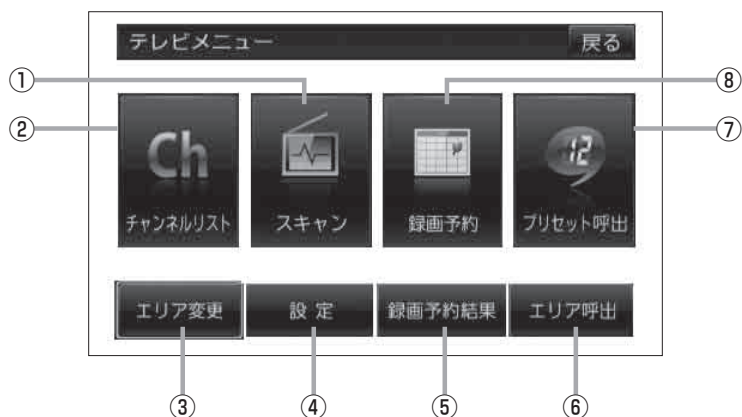 テレビメニュー
戻る
①
⑧
②
⑦
Ch
12
チャンネルリスト
スキャン
録画予約
プリセット呼出
エリア変更
設定
録画予約結果
エリア呼出
③
④
⑤
⑥